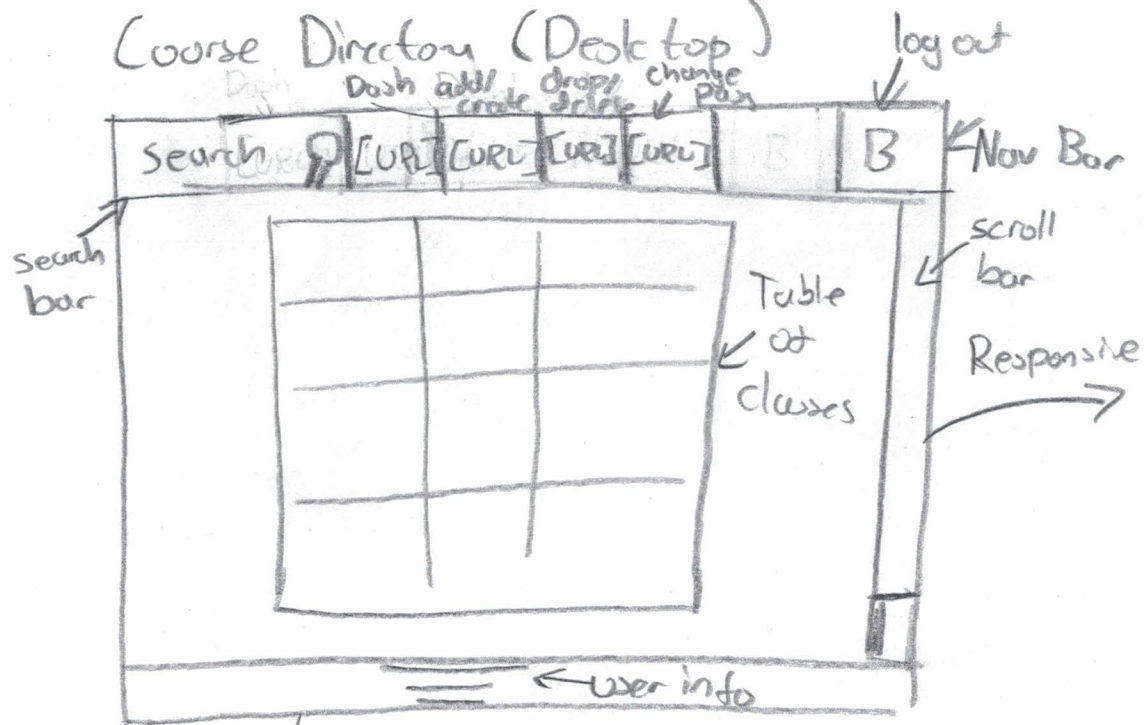 Course Directory (Desktop)
log out
Dash add/create drop/delete change pass
search [URL] [URL] [URL] [URL] B
Nav Bar
search bar
scroll bar
Table of Classes
Responsive
user info